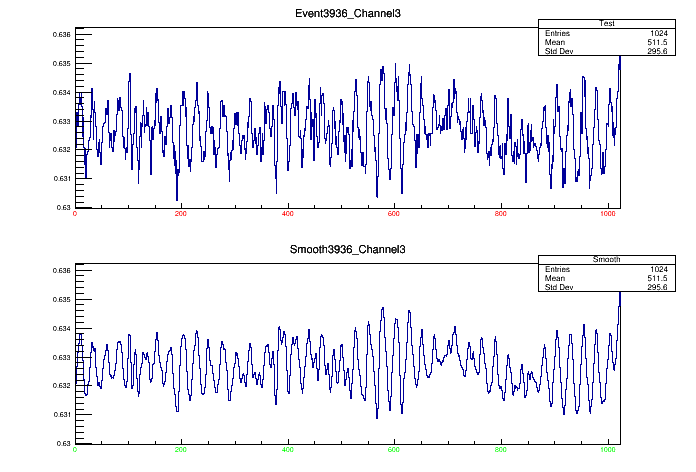 Event3936_Channel3
Test
Entries 1024
Mean 511.5
Std Dev 295.6
0.636
0.635
0.634
0.633
0.632
0.631
0.63
0 200 400 600 800 1000
Smooth3936_Channel3
Smooth
Entries 1024
Mean 511.5
Std Dev 295.6
0.636
0.635
0.634
0.633
0.632
0.631
0.63
0 200 400 600 800 1000